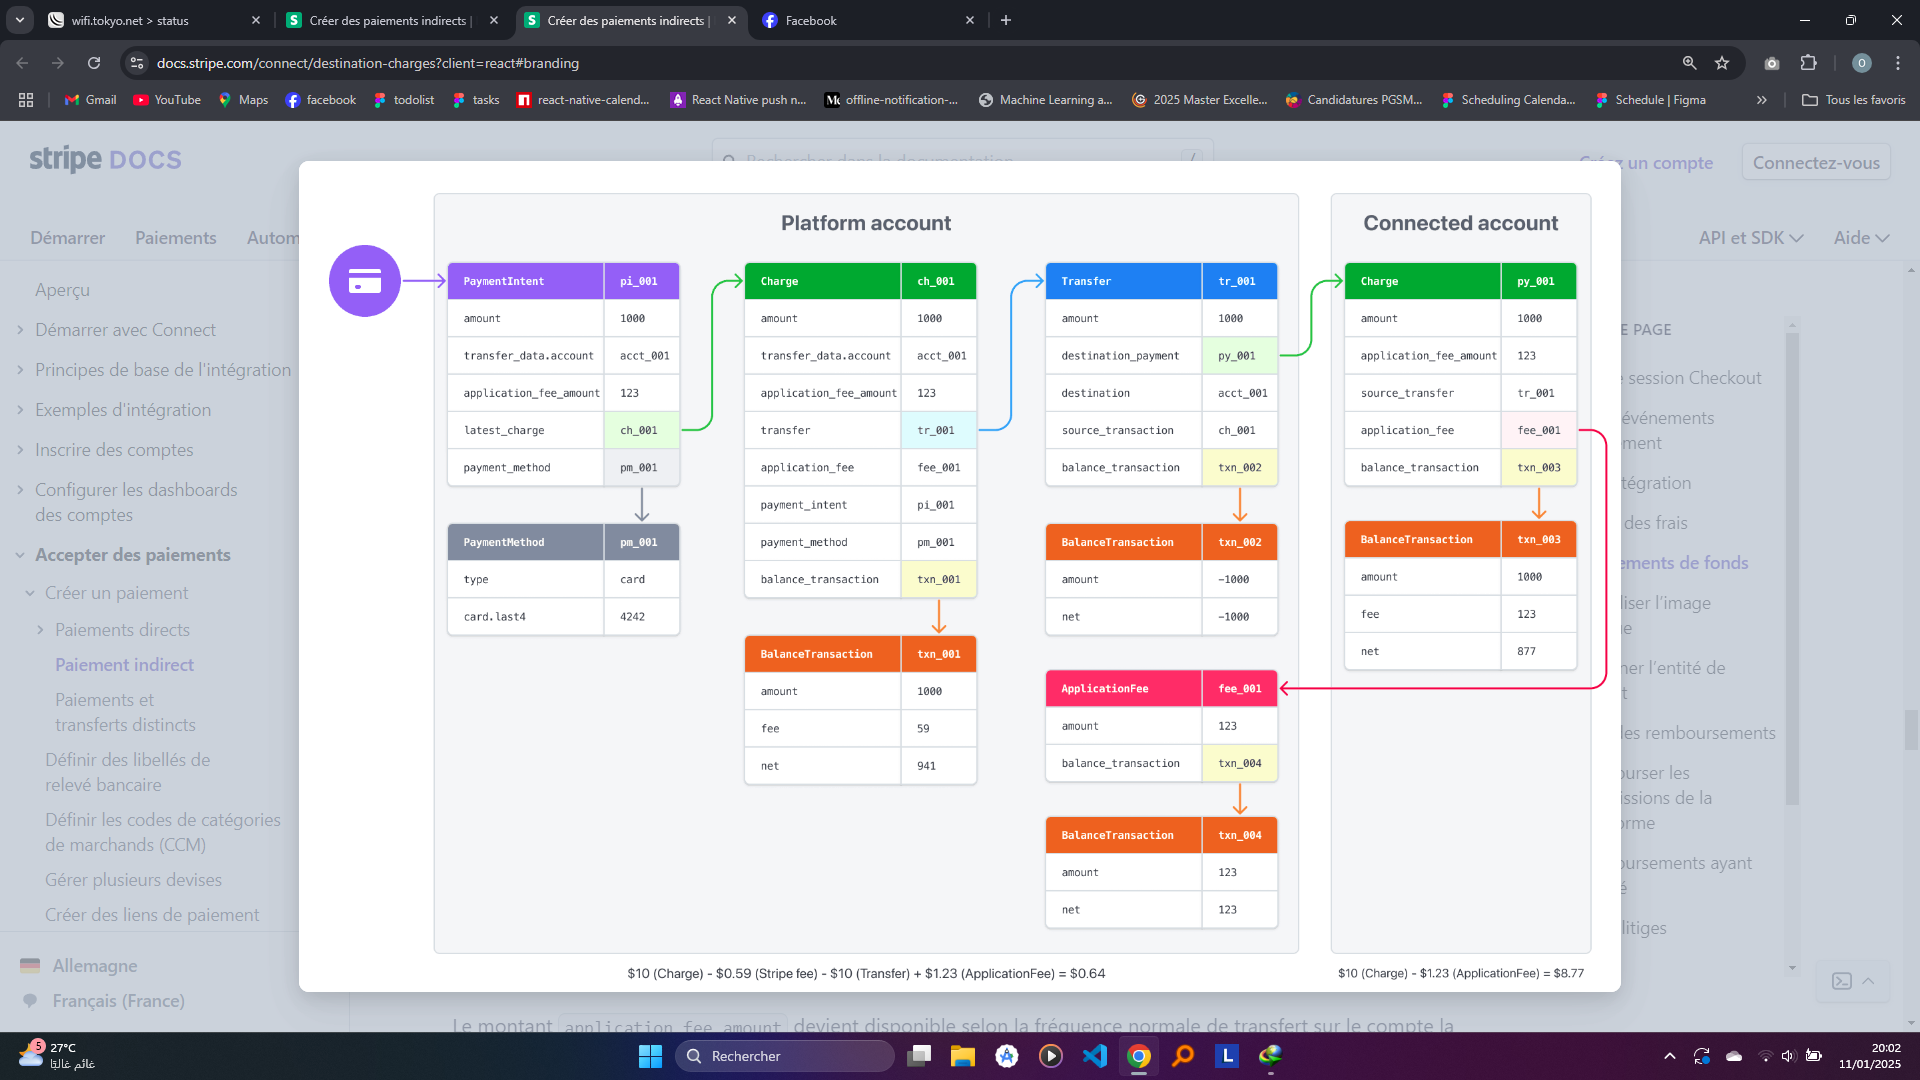 wifi.tokyo.net > status
Créer des paiements indirects |
Créer des paiements indirects |
Facebook
docs.stripe.com/connect/destination-charges?client=react#branding
O
Gmail
YouTube
Maps
facebook
todolist
tasks
react-native-calend...
React Native push n...
offline-notification-...
Machine Learning a...
2025 Master Excelle...
Candidatures PGSM...
Scheduling Calenda...
Schedule | Figma
Tous les favoris
stripe DOCS
Rechercher dans la documentation
/
Créez un compte
Connectez-vous
Démarrer
Paiements
Autom
API et SDK
Aide
Aperçu
Démarrer avec Connect
Principes de base de l'intégration
Exemples d'intégration
Inscrire des comptes
Configurer les dashboards
des comptes
Accepter des paiements
Créer un paiement
Paiements directs
Paiement indirect
Paiements et
transferts distincts
Définir des libellés de
relevé bancaire
Définir les codes de catégories
de marchands (CCM)
Gérer plusieurs devises
Créer des liens de paiement
Allemagne
Français (France)
Platform account
PaymentIntent pi_001
amount 1000
transfer_data.account acct_001
application_fee_amount 123
latest_charge ch_001
payment_method pm_001
PaymentMethod pm_001
type card
card.last4 4242
Charge ch_001
amount 1000
transfer_data.account acct_001
application_fee_amount 123
transfer tr_001
application_fee fee_001
payment_intent pi_001
payment_method pm_001
balance_transaction txn_001
BalanceTransaction txn_001
amount 1000
fee 59
net 941
Transfer tr_001
amount 1000
destination_payment py_001
destination acct_001
source_transaction ch_001
balance_transaction txn_002
BalanceTransaction txn_002
amount -1000
net -1000
ApplicationFee fee_001
amount 123
balance_transaction txn_004
BalanceTransaction txn_004
amount 123
net 123
$10 (Charge) - $0.59 (Stripe fee) - $10 (Transfer) + $1.23 (ApplicationFee) = $0.64
Connected account
Charge py_001
amount 1000
application_fee_amount 123
source_transfer tr_001
application_fee fee_001
balance_transaction txn_003
BalanceTransaction txn_003
amount 1000
fee 123
net 877
$10 (Charge) - $1.23 (ApplicationFee) = $8.77
E PAGE
session Checkout
événements
ment
tégration
des frais
ements de fonds
liser l'image
e
ner l'entité de
t
les remboursements
ourser les
issions de la
orme
oursements ayant
é
litiges
Le montant application_fee_amount devient disponible selon la fréquence normale de transfert sur le compte la
5
27°C
غائم غالبًا
Rechercher
L
20:02
11/01/2025